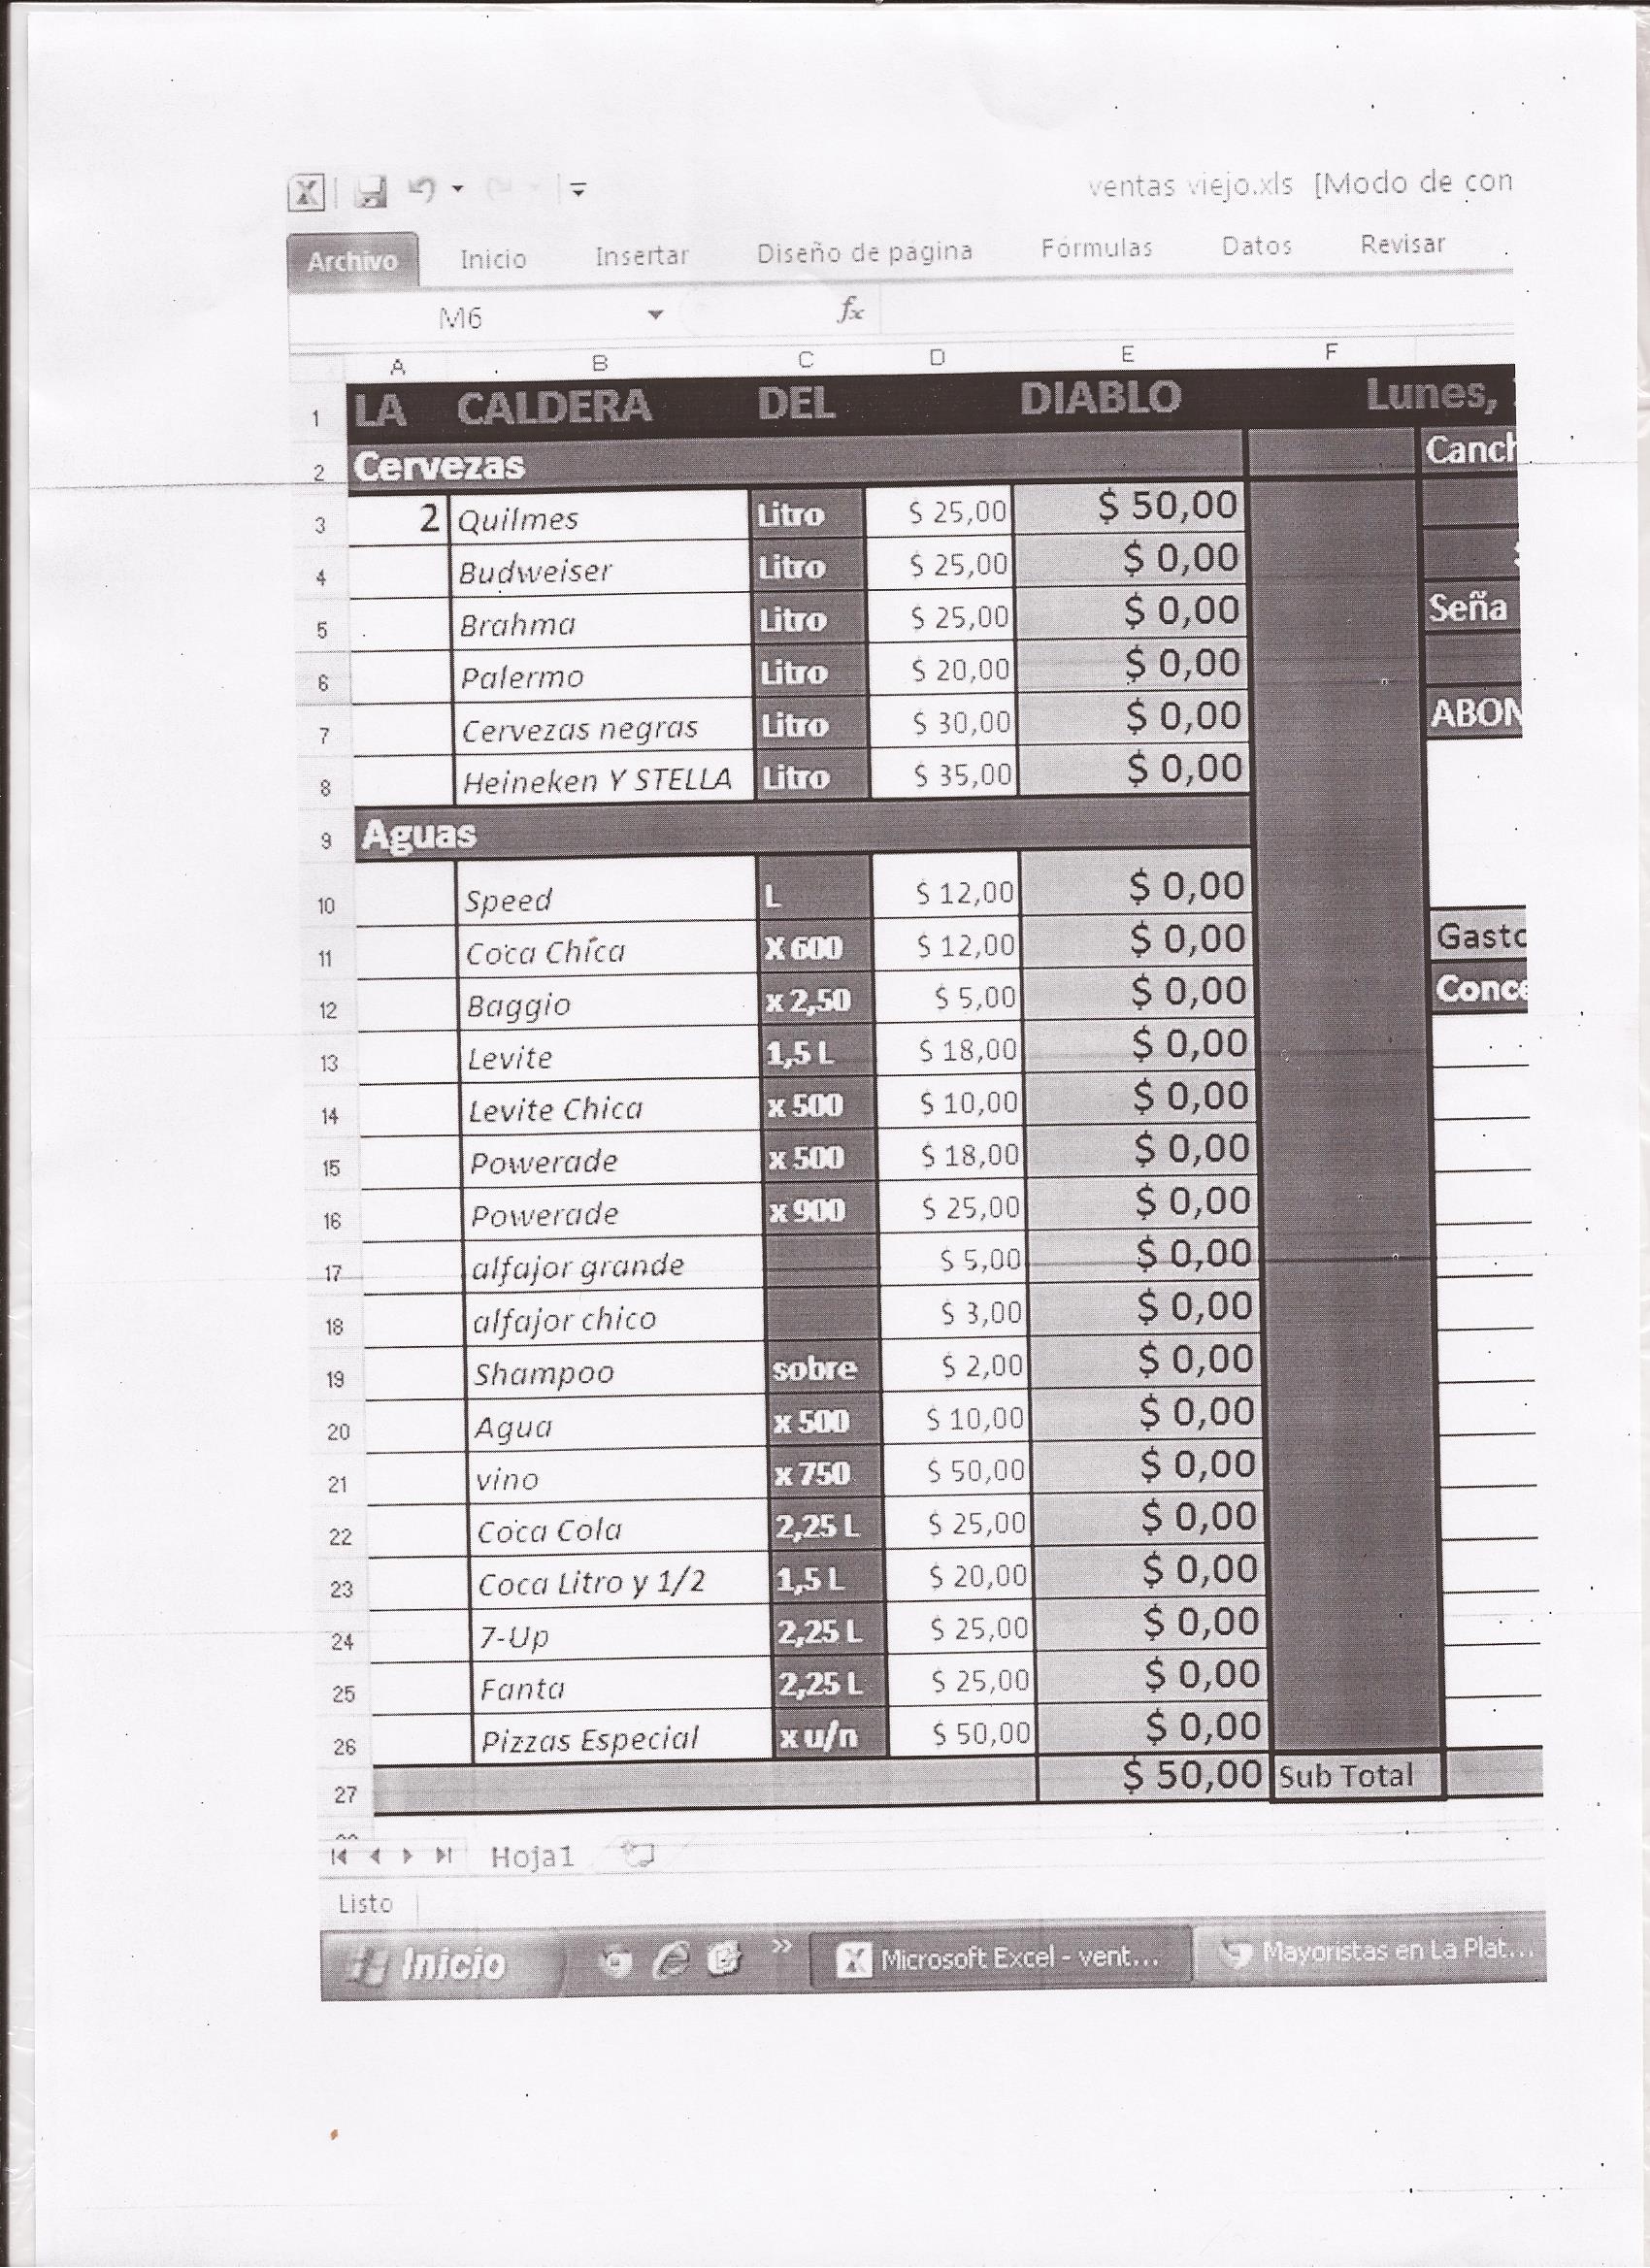 ventas viejo.xls [Modo de con
Archivo Inicio Insertar Diseño de página Fórmulas Datos Revisar
M6 fx
A B C D E F
1 LA CALDERA DEL DIABLO Lunes,
2 Cervezas Canch
3 2 Quilmes Litro $ 25,00 $ 50,00
4 Budweiser Litro $ 25,00 $ 0,00
5 Brahma Litro $ 25,00 $ 0,00 Seña
6 Palermo Litro $ 20,00 $ 0,00
7 Cervezas negras Litro $ 30,00 $ 0,00 ABON
8 Heineken Y STELLA Litro $ 35,00 $ 0,00
9 Aguas
10 Speed L $ 12,00 $ 0,00
11 Coca Chica X 600 $ 12,00 $ 0,00 Gasto
12 Baggio x 2,50 $ 5,00 $ 0,00 Conce
13 Levite 1,5 L $ 18,00 $ 0,00
14 Levite Chica x 500 $ 10,00 $ 0,00
15 Powerade x 500 $ 18,00 $ 0,00
16 Powerade x 900 $ 25,00 $ 0,00
17 alfajor grande $ 5,00 $ 0,00
18 alfajor chico $ 3,00 $ 0,00
19 Shampoo sobre $ 2,00 $ 0,00
20 Agua x 500 $ 10,00 $ 0,00
21 vino x 750 $ 50,00 $ 0,00
22 Coca Cola 2,25 L $ 25,00 $ 0,00
23 Coca Litro y 1/2 1,5 L $ 20,00 $ 0,00
24 7-Up 2,25 L $ 25,00 $ 0,00
25 Fanta 2,25 L $ 25,00 $ 0,00
26 Pizzas Especial x u/n $ 50,00 $ 0,00
27 $ 50,00 Sub Total
Hoja1
Listo
Inicio » Microsoft Excel - vent... Mayoristas en La Plat...